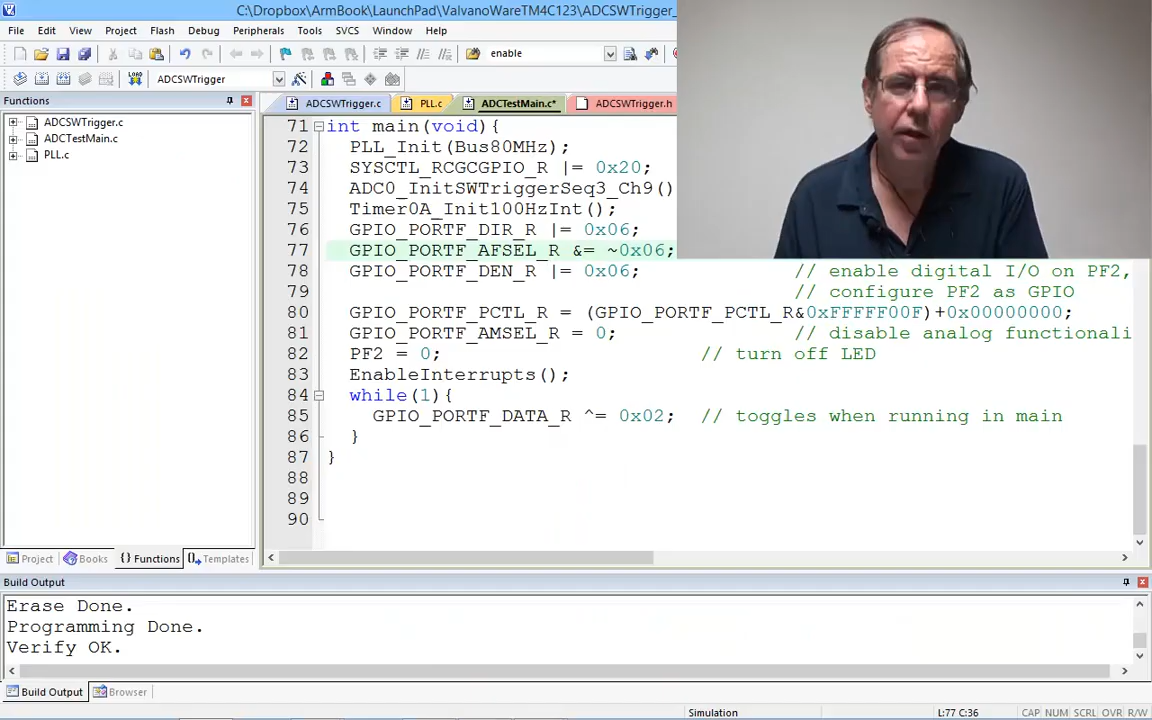 C:\Dropbox\ArmBook\LaunchPad\ValvanoWareTM4C123\ADCSWTrigger_
File Edit View Project Flash Debug Peripherals Tools SVCS Window Help
enable
LOAD ADCSWTrigger
Functions
ADCSWTrigger.c PLL.c ADCTestMain.c* ADCSWTrigger.h
ADCSWTrigger.c
ADCTestMain.c
PLL.c
71 int main(void){
72 PLL_Init(Bus80MHz);
73 SYSCTL_RCGCGPIO_R |= 0x20;
74 ADC0_InitSWTriggerSeq3_Ch9()
75 Timer0A_Init100HzInt();
76 GPIO_PORTF_DIR_R |= 0x06;
77 GPIO_PORTF_AFSEL_R &= ~0x06;
78 GPIO_PORTF_DEN_R |= 0x06; // enable digital I/O on PF2,
79 // configure PF2 as GPIO
80 GPIO_PORTF_PCTL_R = (GPIO_PORTF_PCTL_R&0xFFFFF00F)+0x00000000;
81 GPIO_PORTF_AMSEL_R = 0; // disable analog functionali
82 PF2 = 0; // turn off LED
83 EnableInterrupts();
84 while(1){
85 GPIO_PORTF_DATA_R ^= 0x02; // toggles when running in main
86 }
87 }
88
89
90
Project Books {} Functions Templates
Build Output
Erase Done.
Programming Done.
Verify OK.
Build Output Browser
Simulation L:77 C:36 CAP NUM SCRL OVR R/W